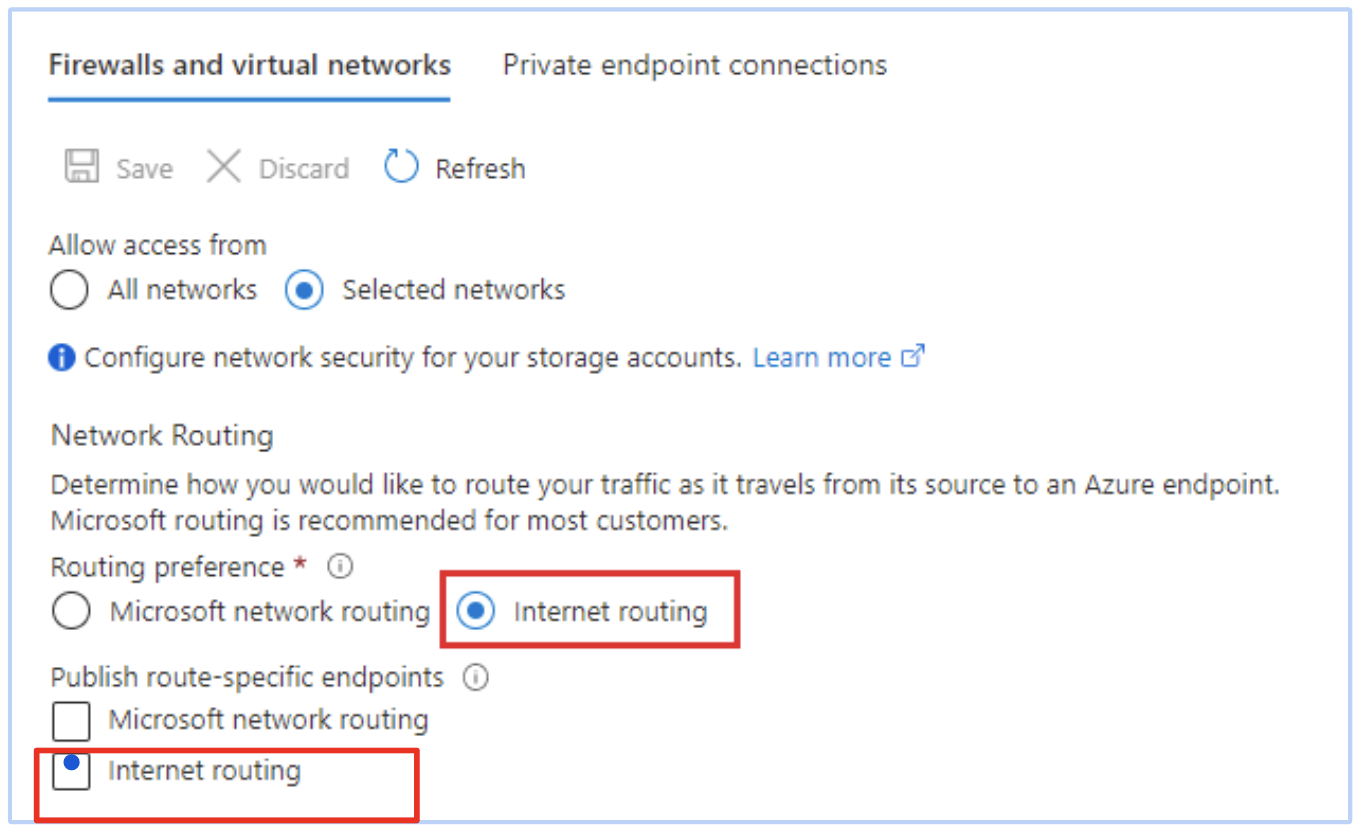 Firewalls and virtual networks Private endpoint connections
Save Discard Refresh
Allow access from
All networks Selected networks
Configure network security for your storage accounts. Learn more
Network Routing
Determine how you would like to route your traffic as it travels from its source to an Azure endpoint.
Microsoft routing is recommended for most customers.
Routing preference *
Microsoft network routing Internet routing
Publish route-specific endpoints
Microsoft network routing
Internet routing